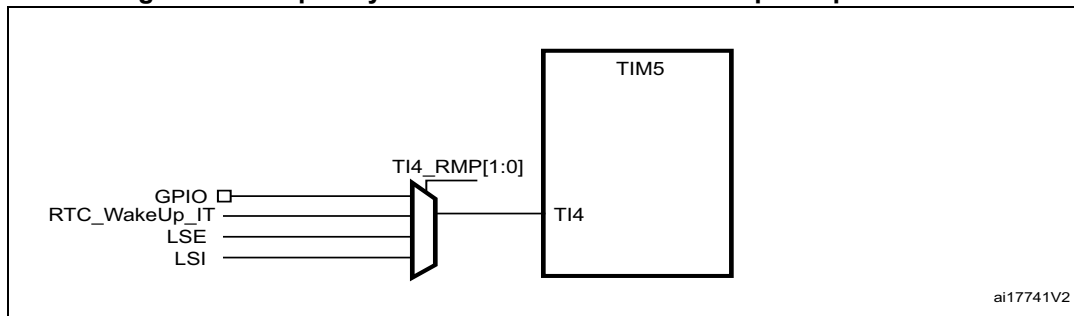 TIM5
TI4_RMP[1:0]
GPIO
RTC_WakeUp_IT
TI4
LSE
LSI
ai17741V2